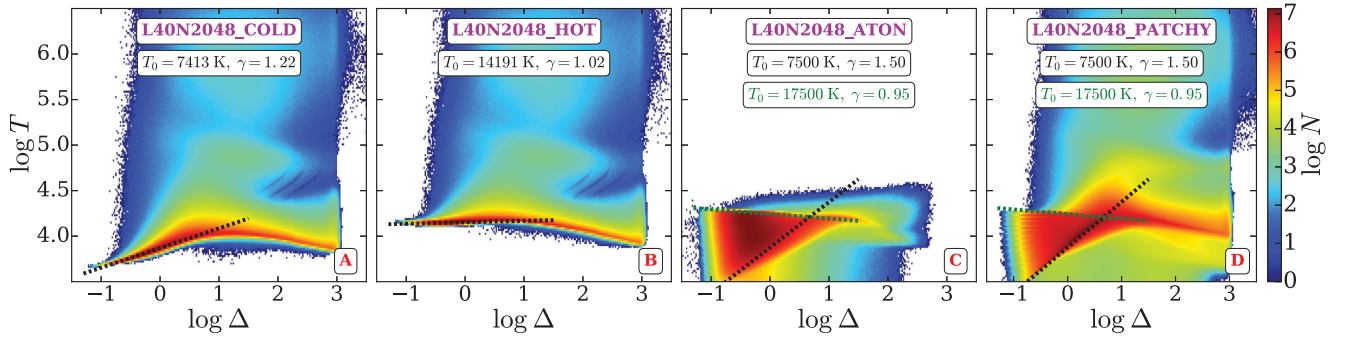 L40N2048_COLD
T₀ = 7413 K, γ = 1.22
L40N2048_HOT
T₀ = 14191 K, γ = 1.02
L40N2048_ATON
T₀ = 7500 K, γ = 1.50
T₀ = 17500 K, γ = 0.95
L40N2048_PATCHY
T₀ = 7500 K, γ = 1.50
T₀ = 17500 K, γ = 0.95
log T
6.0
5.5
5.0
4.5
4.0
A
B
C
D
−1 0 1 2 3
−1 0 1 2 3
−1 0 1 2 3
−1 0 1 2 3
log Δ
log Δ
log Δ
log Δ
7
6
5
4
3
2
1
0
log N